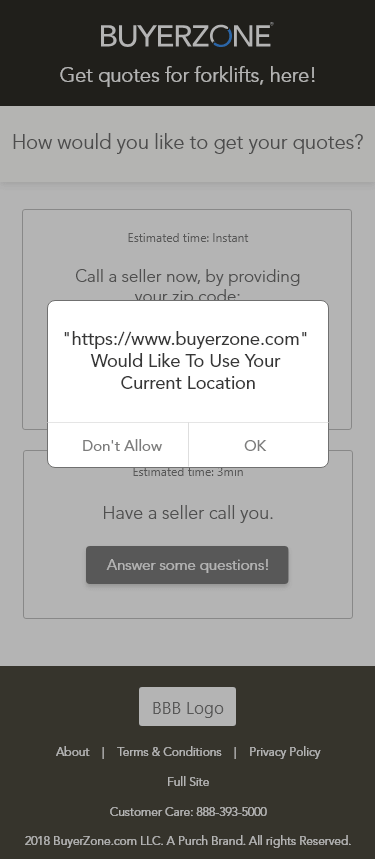 BUYERZONE
Get quotes for forklifts, here!
How would you like to get your quotes?
Estimated time: Instant
Call a seller now, by providing
your zip code:
"https://www.buyerzone.com"
Would Like To Use Your
Current Location
Don't Allow OK
Estimated time: 3min
Have a seller call you.
Answer some questions!
BBB Logo
About | Terms & Conditions | Privacy Policy
Full Site
Customer Care: 888-393-5000
2018 BuyerZone.com LLC. A Purch Brand. All rights Reserved.